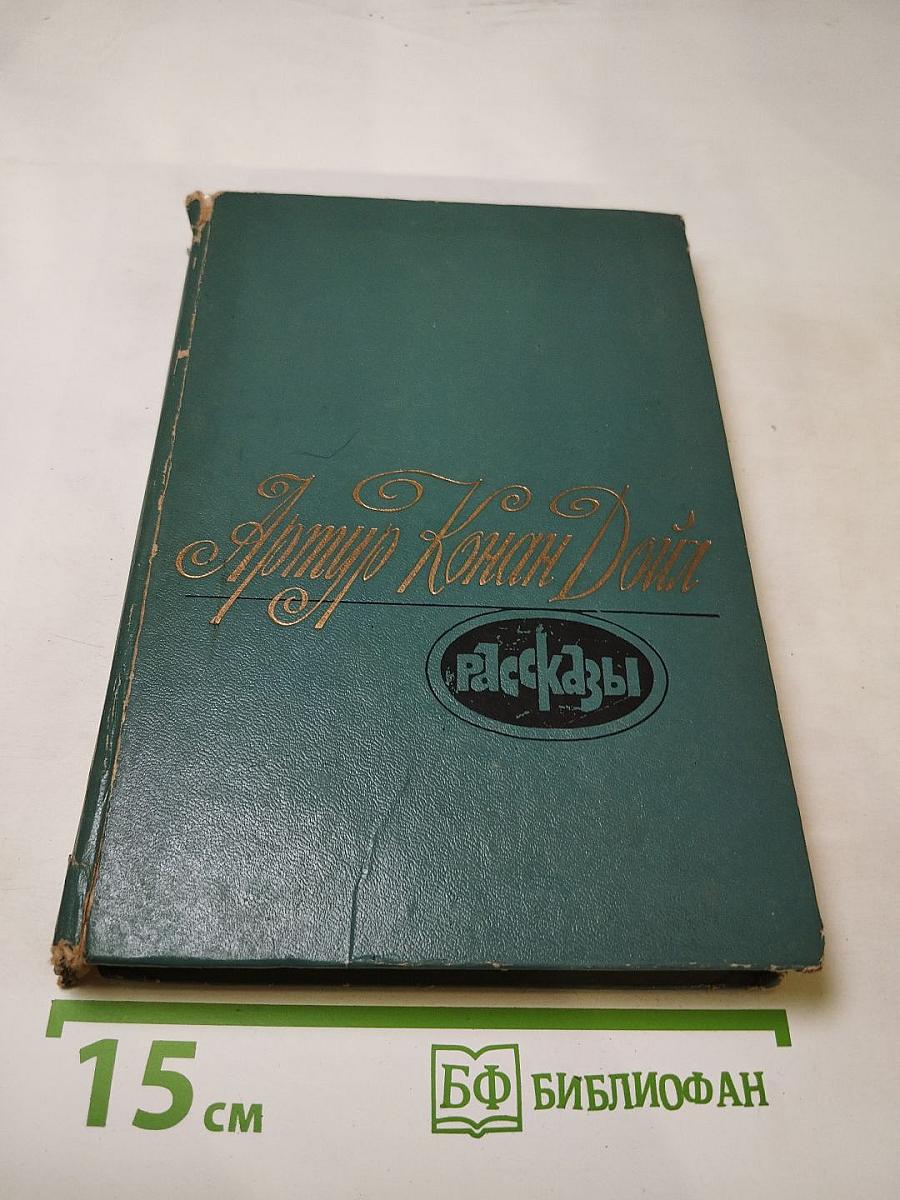 Артур Конан Дойл
рассказы
15 см
БФ БИБЛИОФАН